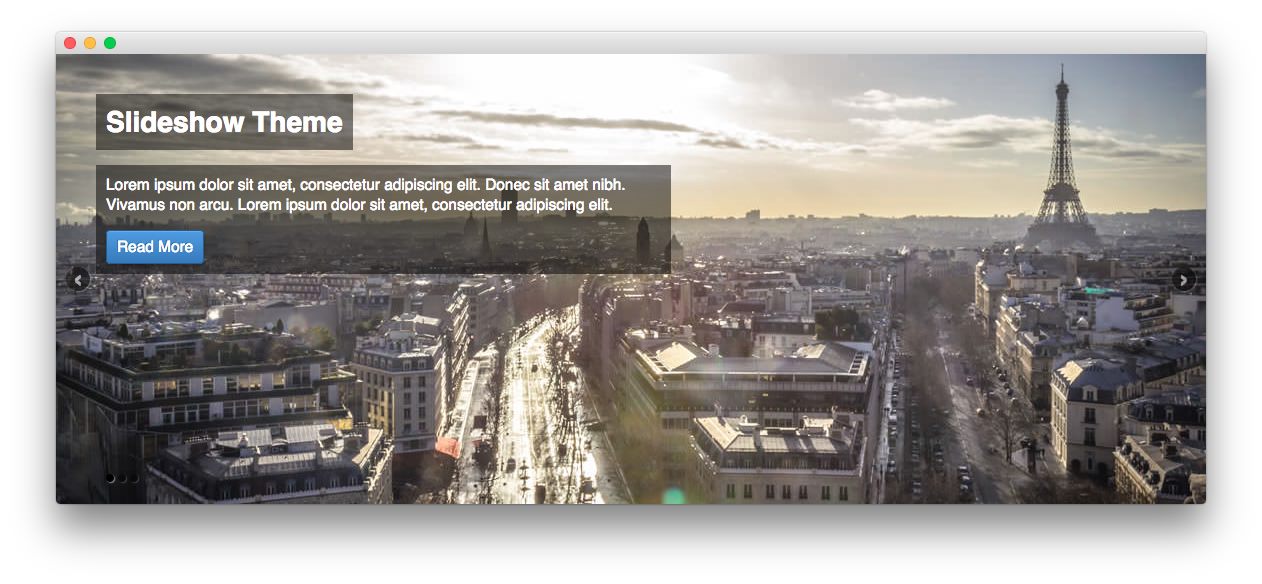 Slideshow Theme
Lorem ipsum dolor sit amet, consectetur adipiscing elit. Donec sit amet nibh.
Vivamus non arcu. Lorem ipsum dolor sit amet, consectetur adipiscing elit.
Read More